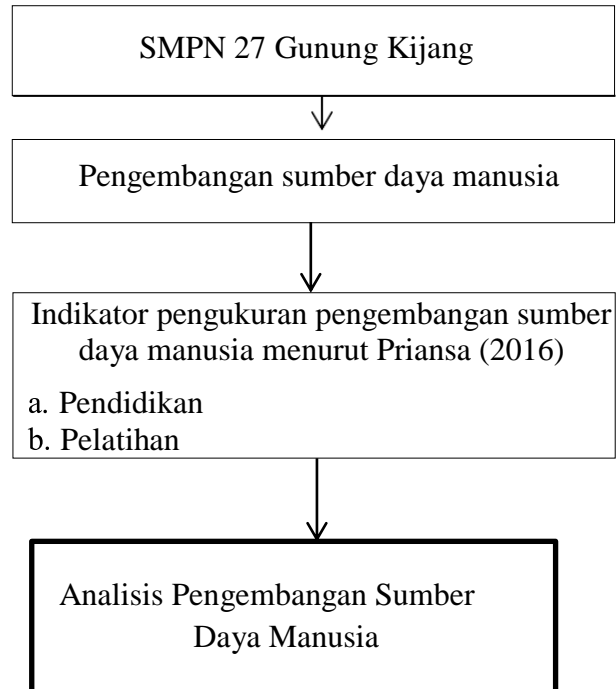 SMPN 27 Gunung Kijang
Pengembangan sumber daya manusia
Indikator pengukuran pengembangan sumber
daya manusia menurut Priansa (2016)
a. Pendidikan
b. Pelatihan
Analisis Pengembangan Sumber
Daya Manusia